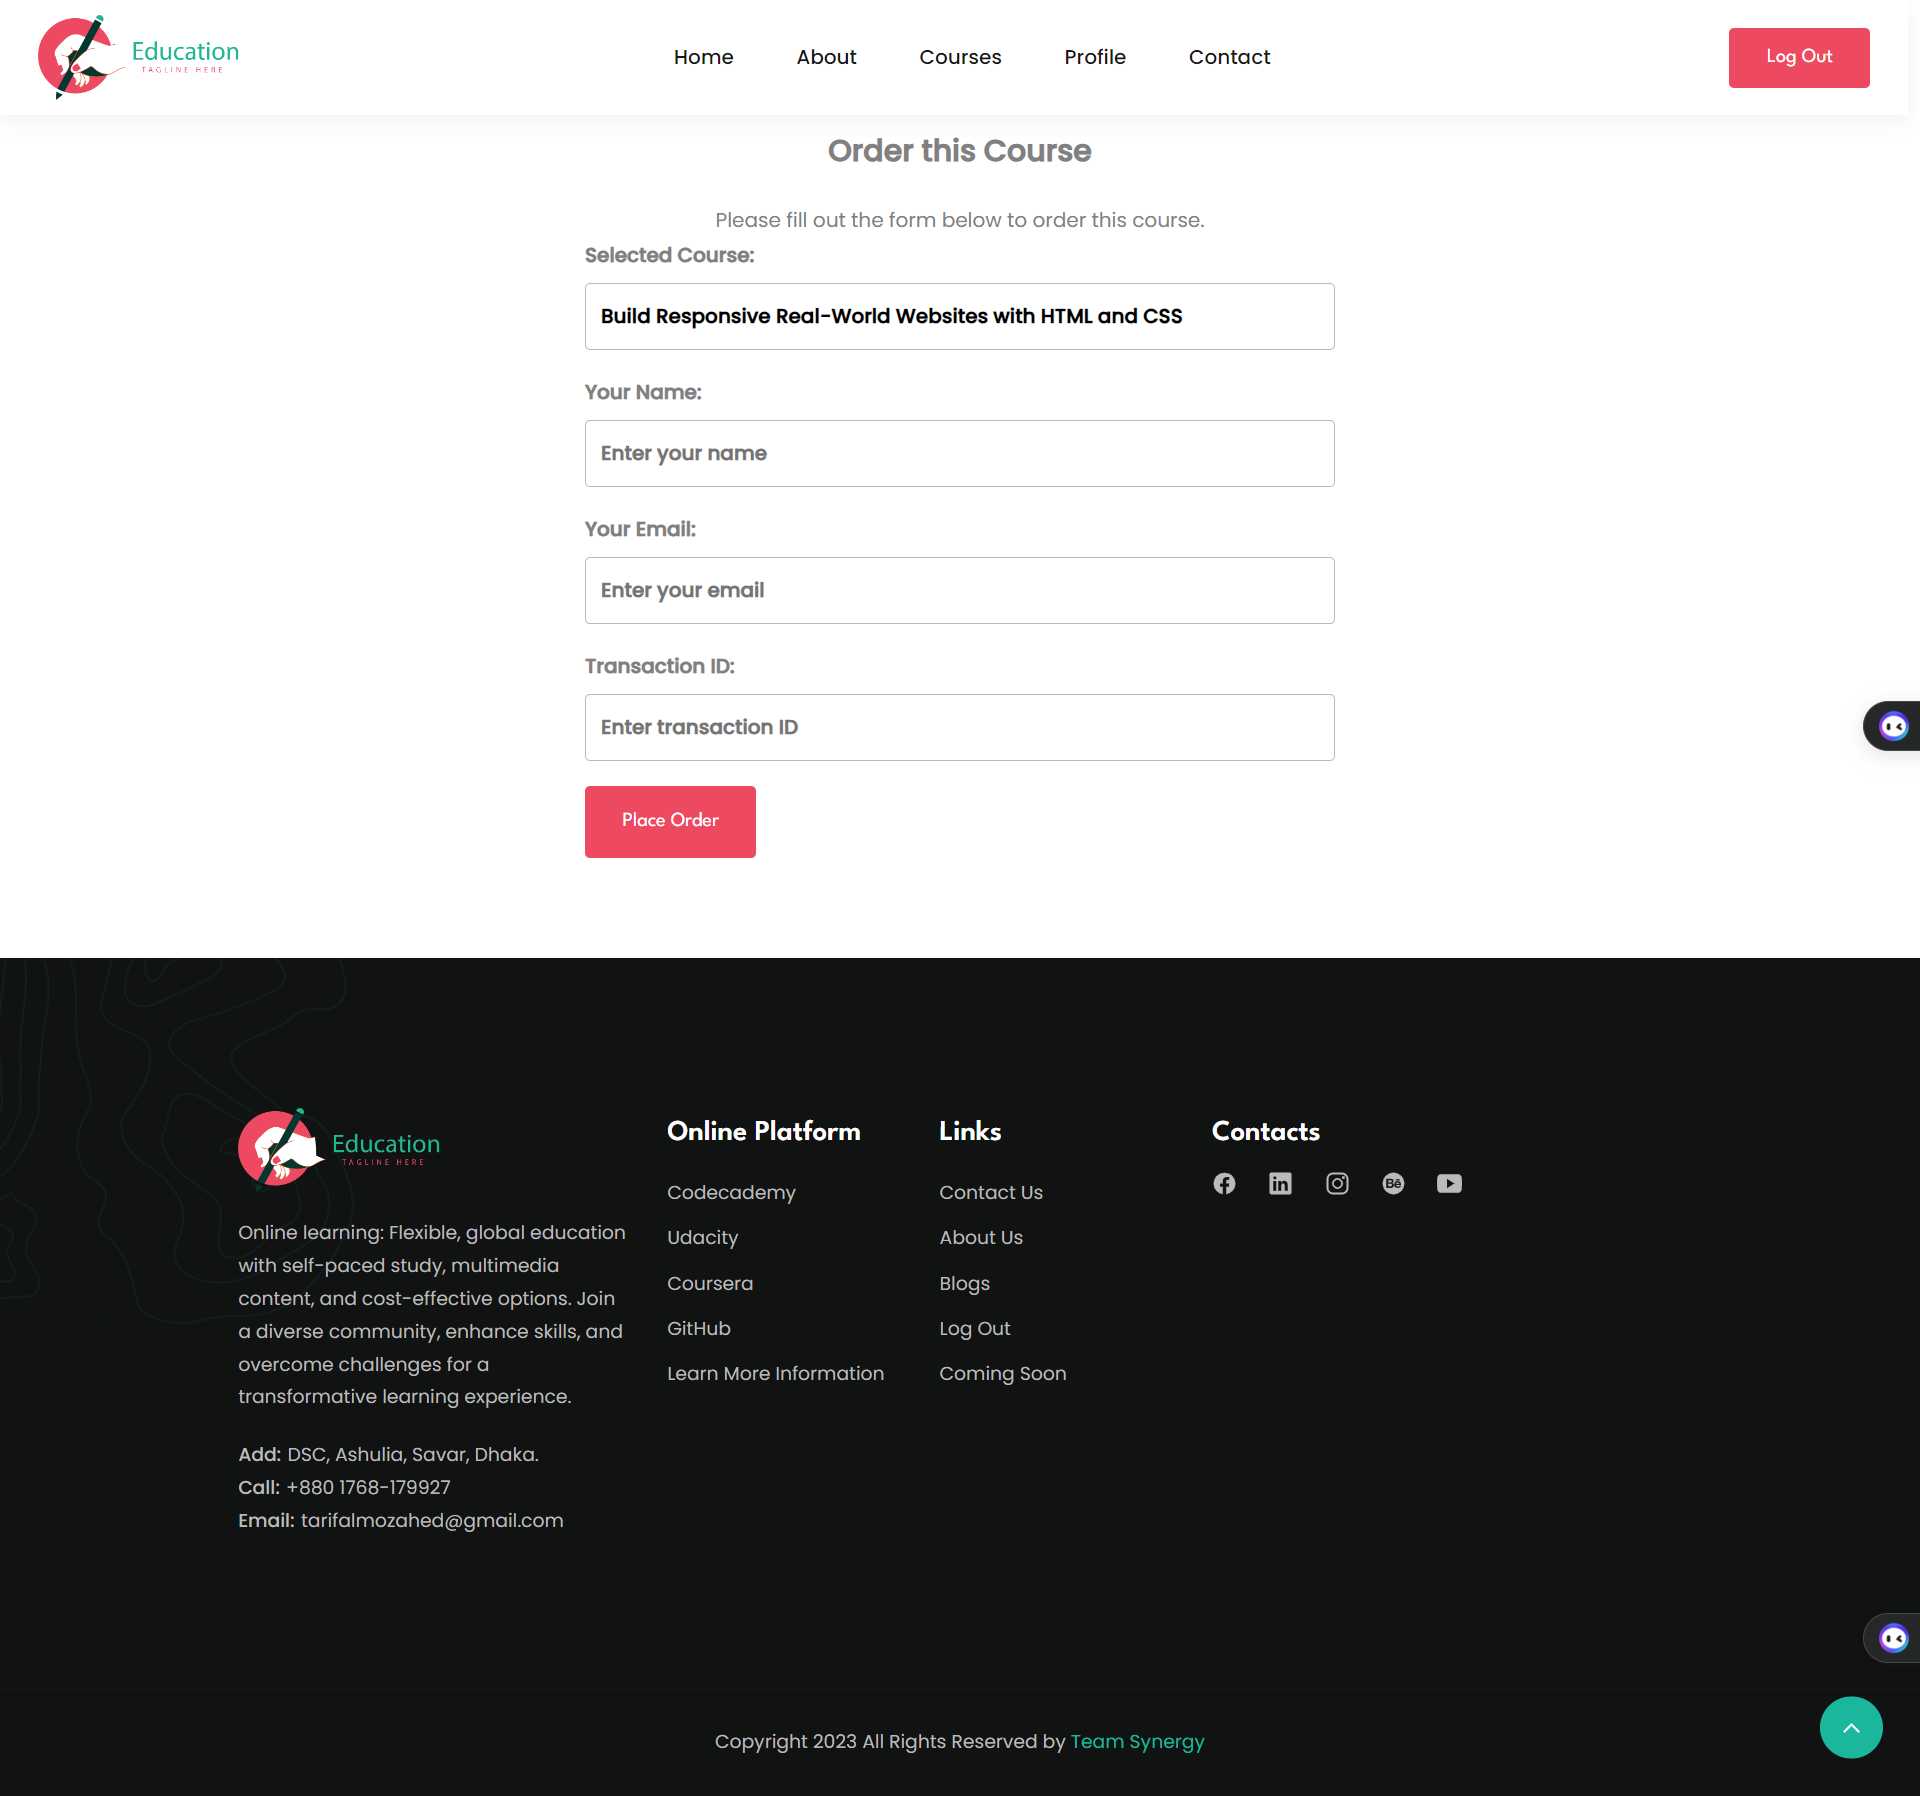 Education
TAGLINE HERE
Home
About
Courses
Profile
Contact
Log Out
Order this Course
Please fill out the form below to order this course.
Selected Course:
Build Responsive Real-World Websites with HTML and CSS
Your Name:
Enter your name
Your Email:
Enter your email
Transaction ID:
Enter transaction ID
Place Order
Education
TAGLINE HERE
Online learning: Flexible, global education
with self-paced study, multimedia
content, and cost-effective options. Join
a diverse community, enhance skills, and
overcome challenges for a
transformative learning experience.
Add: DSC, Ashulia, Savar, Dhaka.
Call: +880 1768-179927
Email: tarifalmozahed@gmail.com
Online Platform
Codecademy
Udacity
Coursera
GitHub
Learn More Information
Links
Contact Us
About Us
Blogs
Log Out
Coming Soon
Contacts
Copyright 2023 All Rights Reserved by Team Synergy